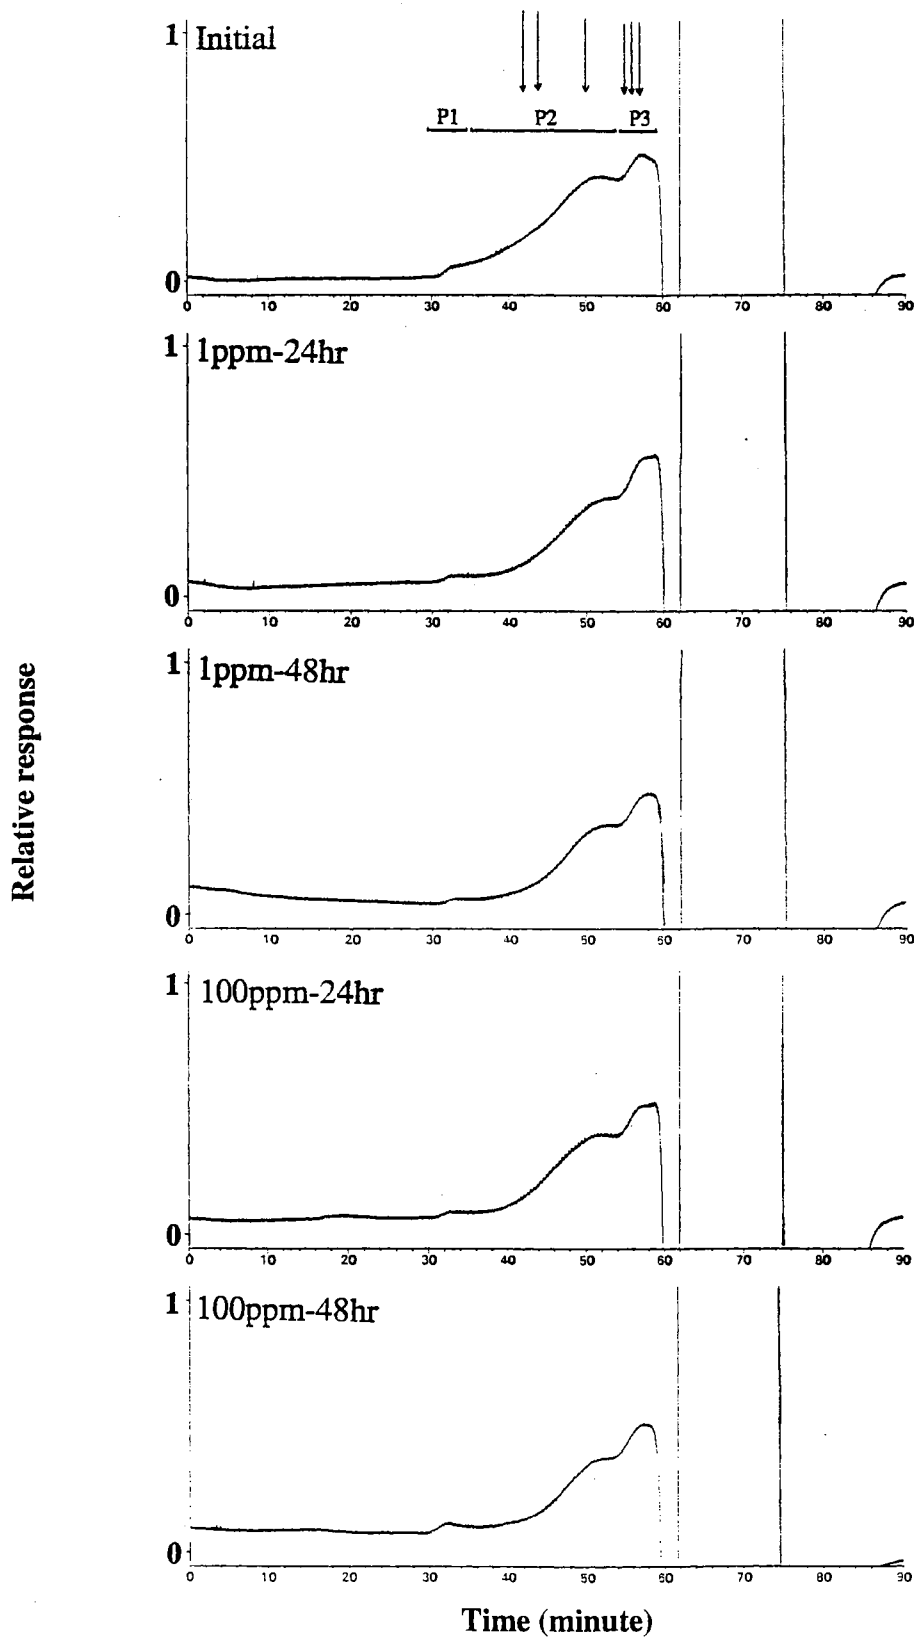 1 Initial
P1 P2 P3
0
0 10 20 30 40 50 60 70 80 90
1 1ppm-24hr
0
0 10 20 30 40 50 60 70 80 90
1 1ppm-48hr
0
0 10 20 30 40 50 60 70 80 90
1 100ppm-24hr
0
0 10 20 30 40 50 60 70 80 90
1 100ppm-48hr
0
0 10 20 30 40 50 60 70 80 90
Relative response
Time (minute)